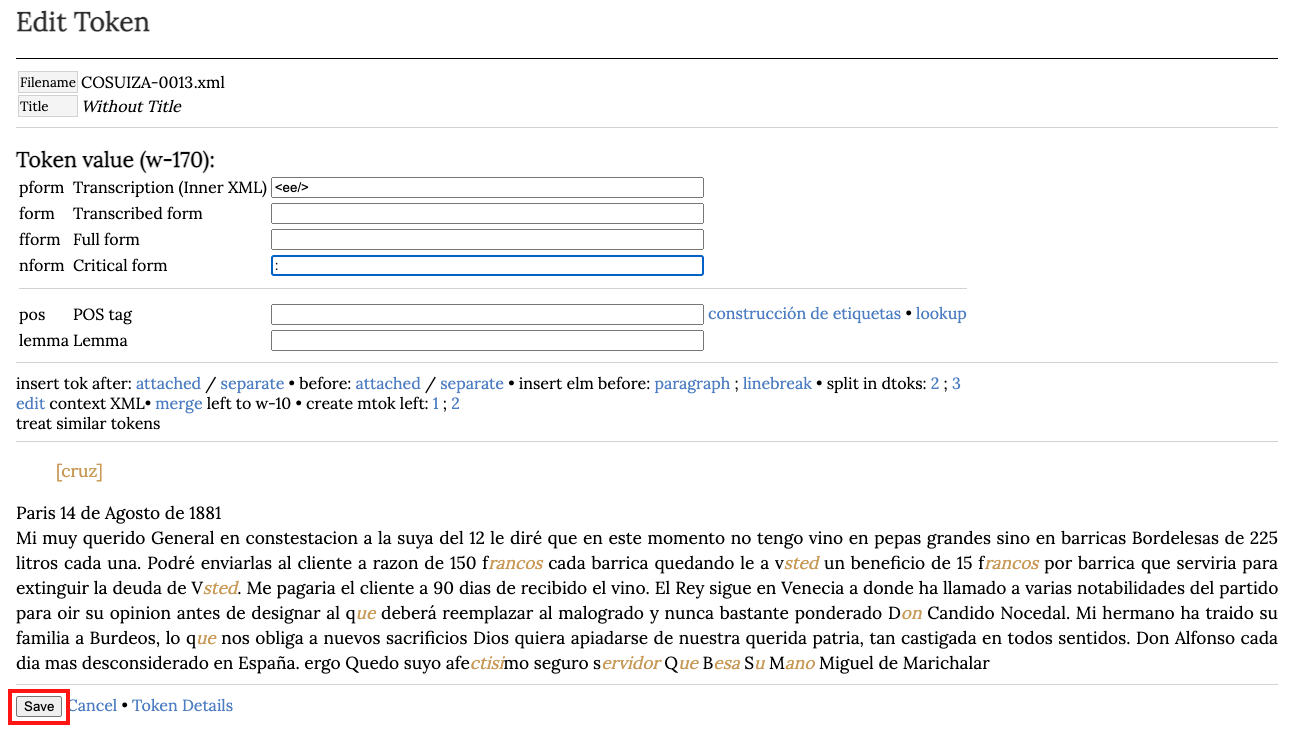 Edit Token
Filename COSUIZA-0013.xml
Title Without Title
Token value (w-170):
pform Transcription (Inner XML) <ee/>
form Transcribed form
fform Full form
nform Critical form :
pos POS tag construcción de etiquetas • lookup
lemma Lemma
insert tok after: attached / separate • before: attached / separate • insert elm before: paragraph ; linebreak • split in dtoks: 2 ; 3
edit context XML• merge left to w-10 • create mtok left: 1 ; 2
treat similar tokens
[cruz]
Paris 14 de Agosto de 1881
Mi muy querido General en constestacion a la suya del 12 le diré que en este momento no tengo vino en pepas grandes sino en barricas Bordelesas de 225
litros cada una. Podré enviarlas al cliente a razon de 150 francos cada barrica quedando le a vsted un beneficio de 15 francos por barrica que serviria para
extinguir la deuda de Vsted. Me pagaria el cliente a 90 dias de recibido el vino. El Rey sigue en Venecia a donde ha llamado a varias notabilidades del partido
para oir su opinion antes de designar al que deberá reemplazar al malogrado y nunca bastante ponderado Don Candido Nocedal. Mi hermano ha traido su
familia a Burdeos, lo que nos obliga a nuevos sacrificios Dios quiera apiadarse de nuestra querida patria, tan castigada en todos sentidos. Don Alfonso cada
dia mas desconsiderado en España. ergo Quedo suyo afectisimo seguro servidor Que Besa Su Mano Miguel de Marichalar
Save Cancel • Token Details